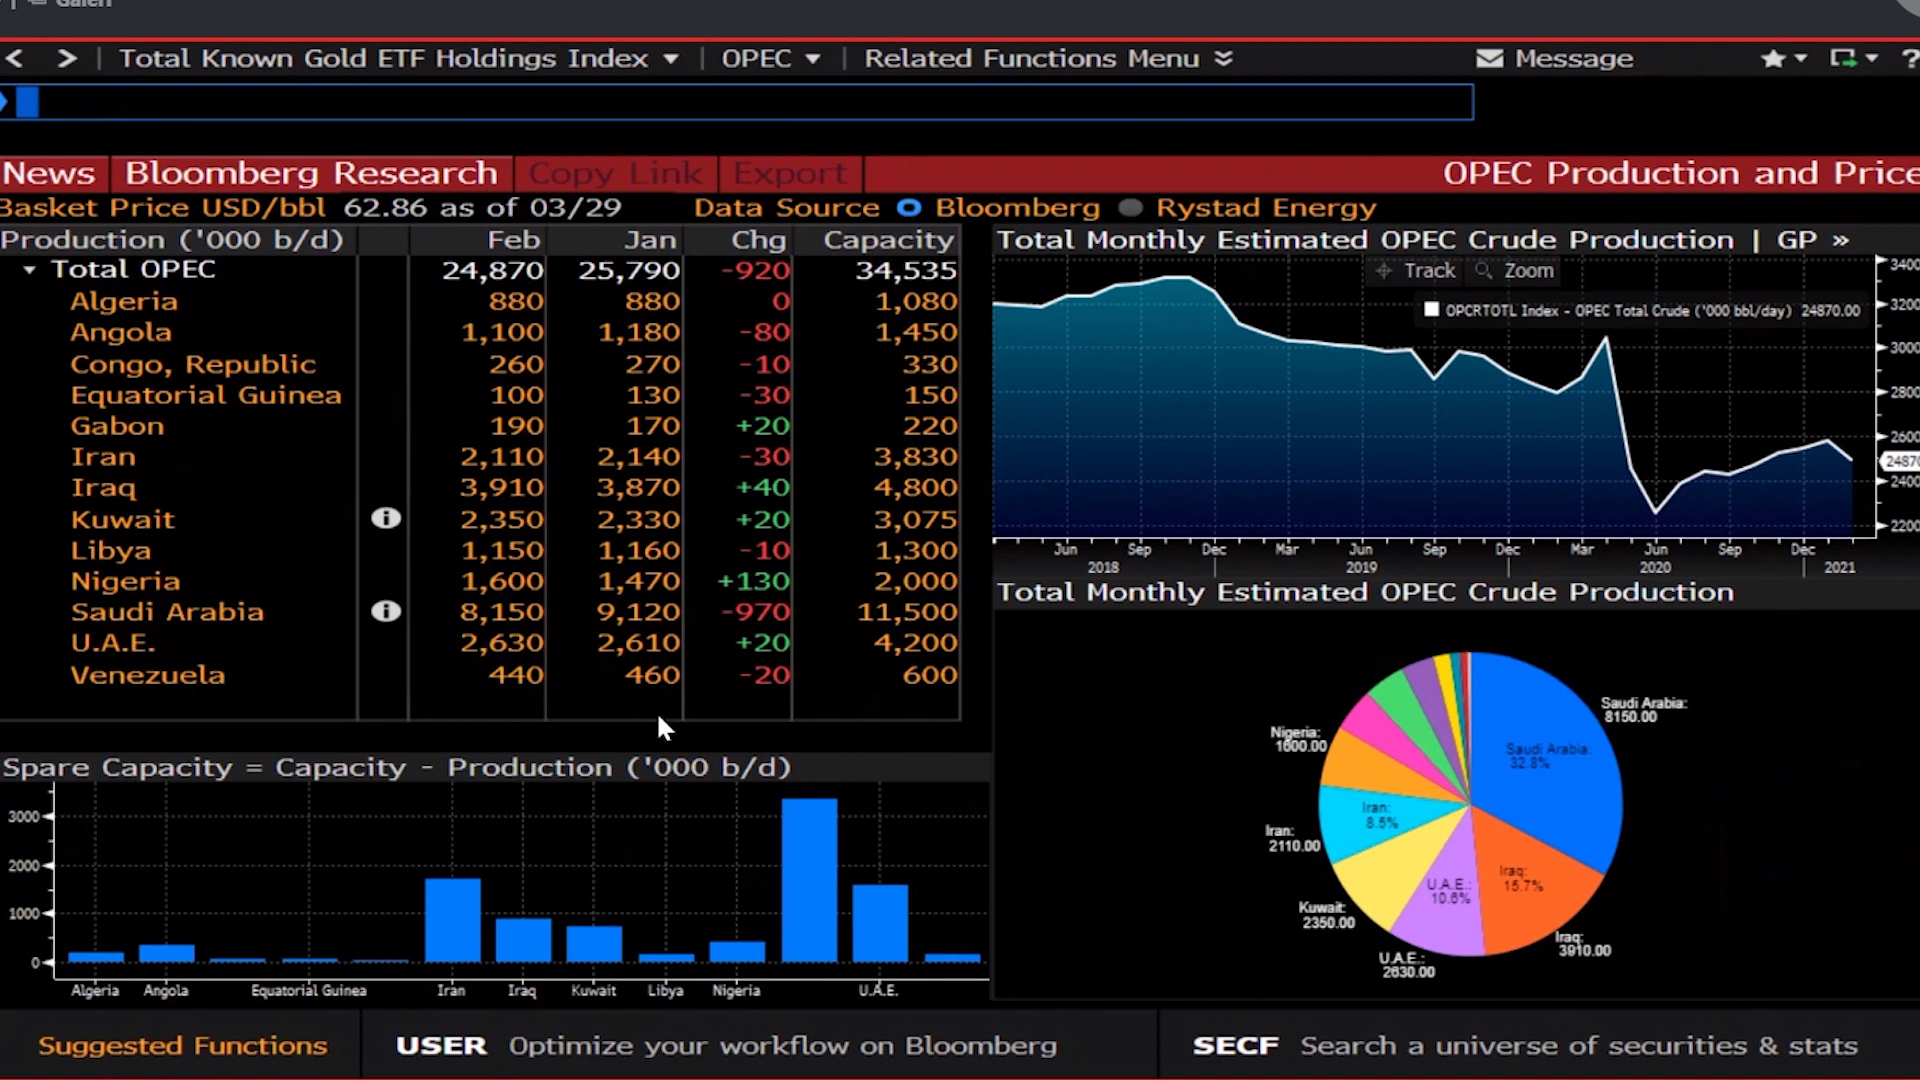 Galeri
Total Known Gold ETF Holdings Index OPEC Related Functions Menu Message ?
News Bloomberg Research Copy Link Export OPEC Production and Price
Basket Price USD/bbl 62.86 as of 03/29 Data Source Bloomberg Rystad Energy
Production ('000 b/d) Feb Jan Chg Capacity
Total OPEC 24,870 25,790 -920 34,535
Algeria 880 880 0 1,080
Angola 1,100 1,180 -80 1,450
Congo, Republic 260 270 -10 330
Equatorial Guinea 100 130 -30 150
Gabon 190 170 +20 220
Iran 2,110 2,140 -30 3,830
Iraq 3,910 3,870 +40 4,800
Kuwait 2,350 2,330 +20 3,075
Libya 1,150 1,160 -10 1,300
Nigeria 1,600 1,470 +130 2,000
Saudi Arabia 8,150 9,120 -970 11,500
U.A.E. 2,630 2,610 +20 4,200
Venezuela 440 460 -20 600
Total Monthly Estimated OPEC Crude Production | GP »
Track Zoom
OPCRTOTL Index - OPEC Total Crude ('000 bbl/day) 24870.00
3400
3200
3000
2800
2600
24870
2400
2200
Jun Sep Dec Mar Jun Sep Dec Mar Jun Sep Dec
2018 2019 2020 2021
Total Monthly Estimated OPEC Crude Production
Saudi Arabia:
8150.00
Saudi Arabia:
32.8%
Nigeria:
1600.00
Iran:
8.5%
Iran:
2110.00
Iraq:
15.7%
U.A.E.:
10.6%
Kuwait:
2350.00
Iraq:
3910.00
U.A.E.:
2630.00
Spare Capacity = Capacity - Production ('000 b/d)
3000
2000
1000
0
Algeria Angola Equatorial Guinea Iran Iraq Kuwait Libya Nigeria U.A.E.
Suggested Functions USER Optimize your workflow on Bloomberg SECF Search a universe of securities & stats